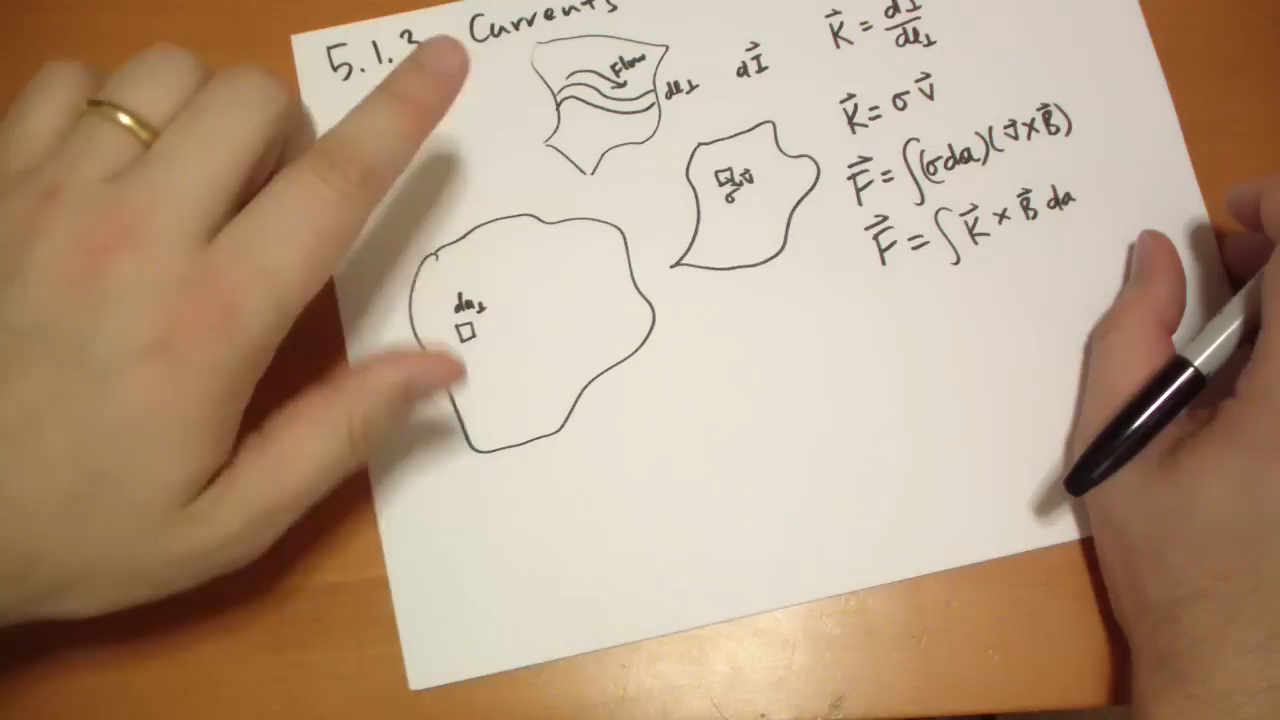 5.1.3 Currents
Flow
dl⊥
dI⃗
K⃗ = dI⃗/dl⊥
K⃗ = σv⃗
σ v⃗
F⃗ = ∫(σda)(v⃗×B⃗)
F⃗ = ∫K⃗×B⃗ da
da⊥